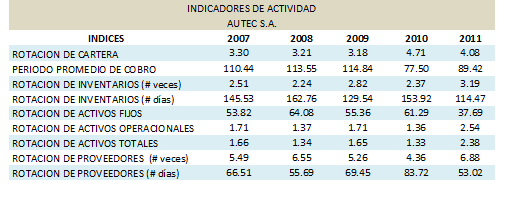 INDICADORES DE ACTIVIDAD
AUTEC S.A.
INDICES 2007 2008 2009 2010 2011
ROTACION DE CARTERA 3.30 3.21 3.18 4.71 4.08
PERIODO PROMEDIO DE COBRO 110.44 113.55 114.84 77.50 89.42
ROTACION DE INVENTARIOS (# veces) 2.51 2.24 2.82 2.37 3.19
ROTACION DE INVENTARIOS (# días) 145.53 162.76 129.54 153.92 114.47
ROTACION DE ACTIVOS FIJOS 53.82 64.08 55.36 61.29 37.69
ROTACION DE ACTIVOS OPERACIONALES 1.71 1.37 1.71 1.36 2.54
ROTACION DE ACTIVOS TOTALES 1.66 1.34 1.65 1.33 2.38
ROTACION DE PROVEEDORES (# veces) 5.49 6.55 5.26 4.36 6.88
ROTACION DE PROVEEDORES (# días) 66.51 55.69 69.45 83.72 53.02